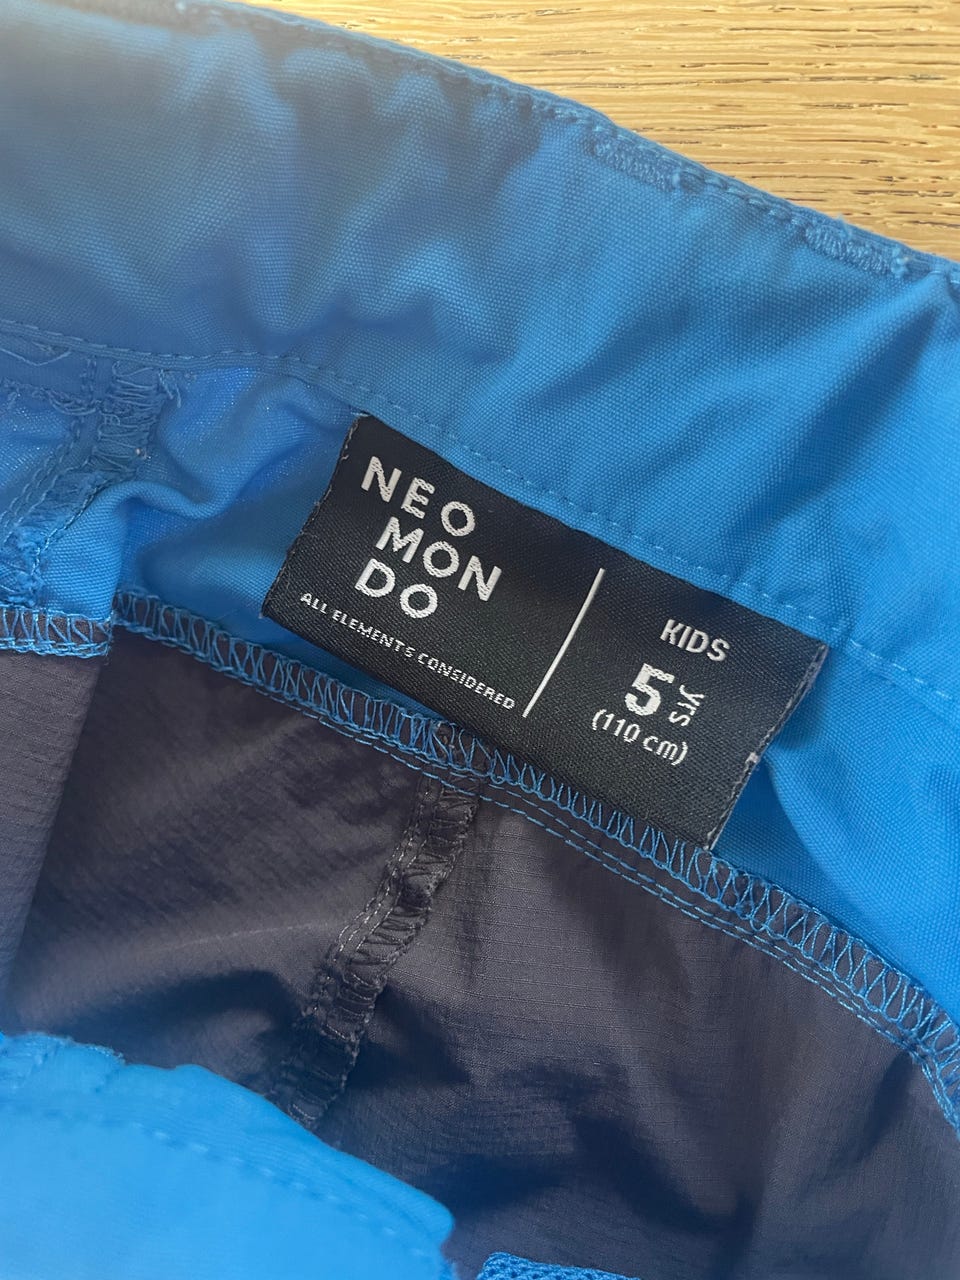 NEO
MON
DO
ALL ELEMENTS CONSIDERED
KIDS
5 yrs
(110 cm)